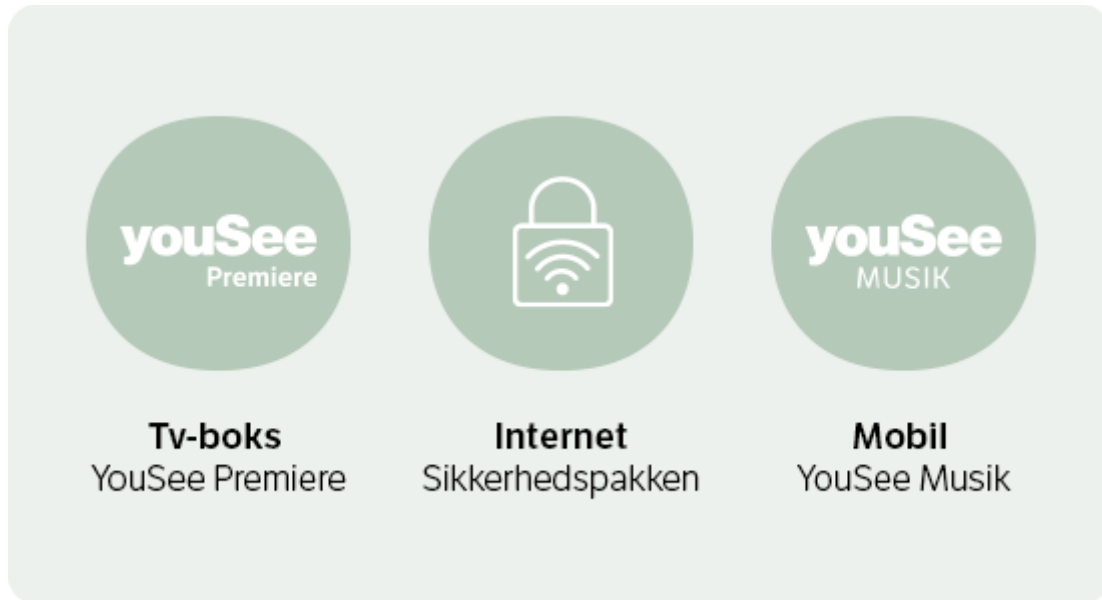 youSee
Premiere
youSee
MUSIK
Tv-boks
YouSee Premiere
Internet
Sikkerhedspakken
Mobil
YouSee Musik